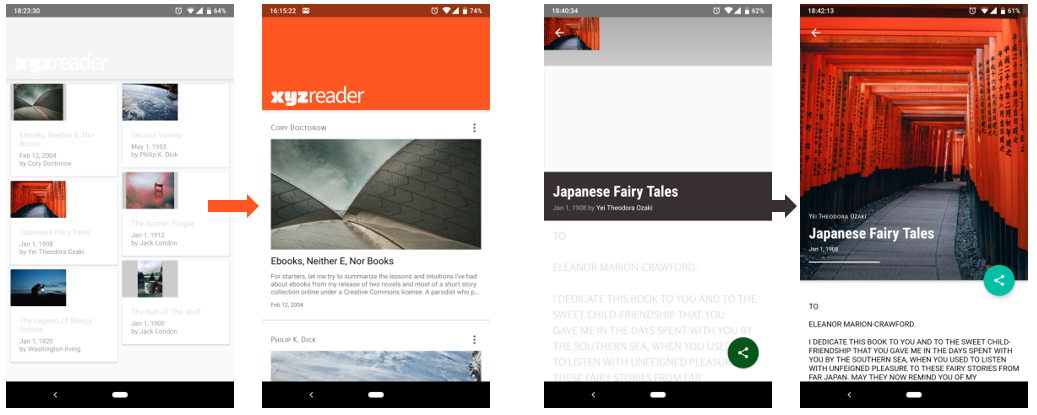 18:23:30
64%
xyzreader
Ebooks, Neither E, Nor
Books
Feb 12, 2004
by Cory Doctorow
Second Variety
May 1, 1953
by Philip K. Dick
Japanese Fairy Tales
Jan 1, 1908
by Yei Theodora Ozaki
The Scarlet Plague
Jan 1, 1912
by Jack London
The Legend of Sleepy
Hollow
Jan 1, 1820
by Washington Irving
The Son Of The Wolf
Jan 1, 1900
by Jack London
16:15:22
74%
xyzreader
Cory Doctorow
Ebooks, Neither E, Nor Books
For starters, let me try to summarize the lessons and intuitions I've had
about ebooks from my release of two novels and most of a short story
collection online under a Creative Commons license. A parodist who p...
Feb 12, 2004
Philip K. Dick
18:40:34
62%
Japanese Fairy Tales
Jan 1, 1908 by Yei Theodora Ozaki
TO
ELEANOR MARION-CRAWFORD.
I DEDICATE THIS BOOK TO YOU AND TO THE
SWEET CHILD-FRIENDSHIP THAT YOU
GAVE ME IN THE DAYS SPENT WITH YOU BY
THE SOUTHERN SEA, WHEN YOU USED
TO LISTEN WITH UNFEIGNED PLEASUR
THESE FAIRY STORIES FROM FAR
18:42:13
61%
Yei Theodora Ozaki
Japanese Fairy Tales
Jan 1, 1908
TO
ELEANOR MARION-CRAWFORD.
I DEDICATE THIS BOOK TO YOU AND TO THE SWEET CHILD-
FRIENDSHIP THAT YOU GAVE ME IN THE DAYS SPENT WITH
YOU BY THE SOUTHERN SEA, WHEN YOU USED TO LISTEN
WITH UNFEIGNED PLEASURE TO THESE FAIRY STORIES FROM
FAR JAPAN. MAY THEY NOW REMIND YOU OF MY